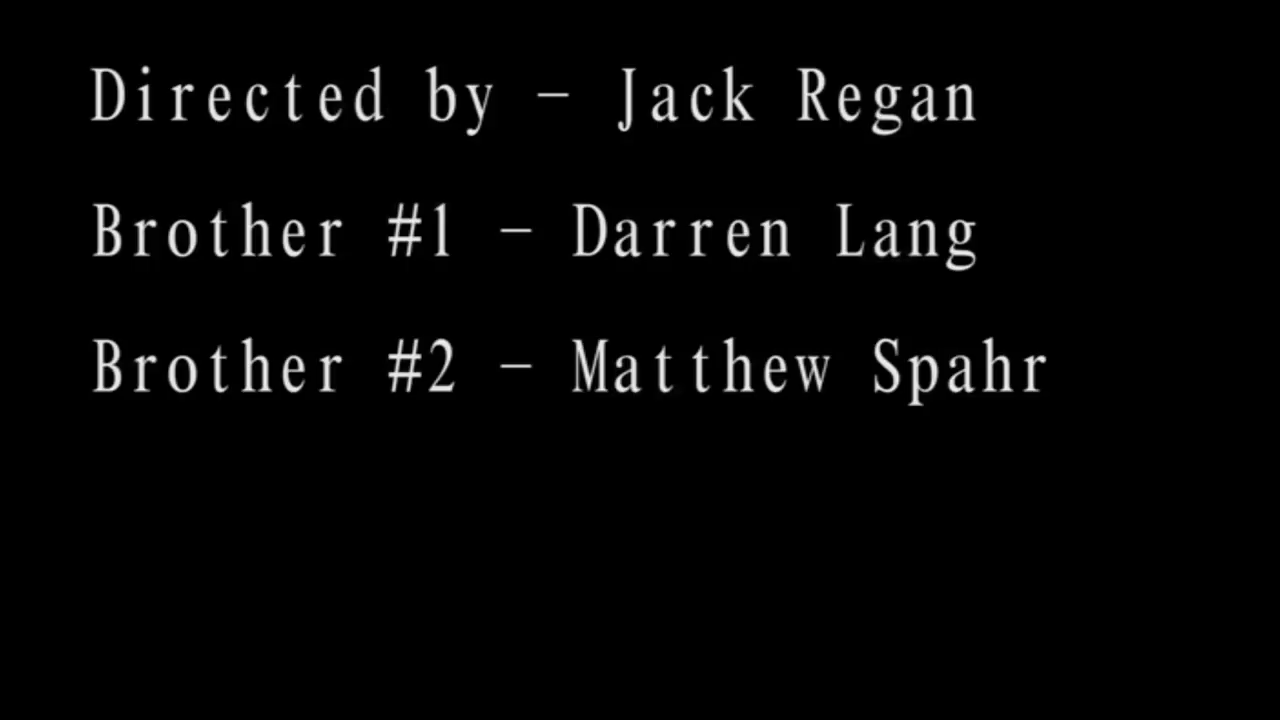 Directed by - Jack Regan
Brother #1 - Darren Lang
Brother #2 - Matthew Spahr